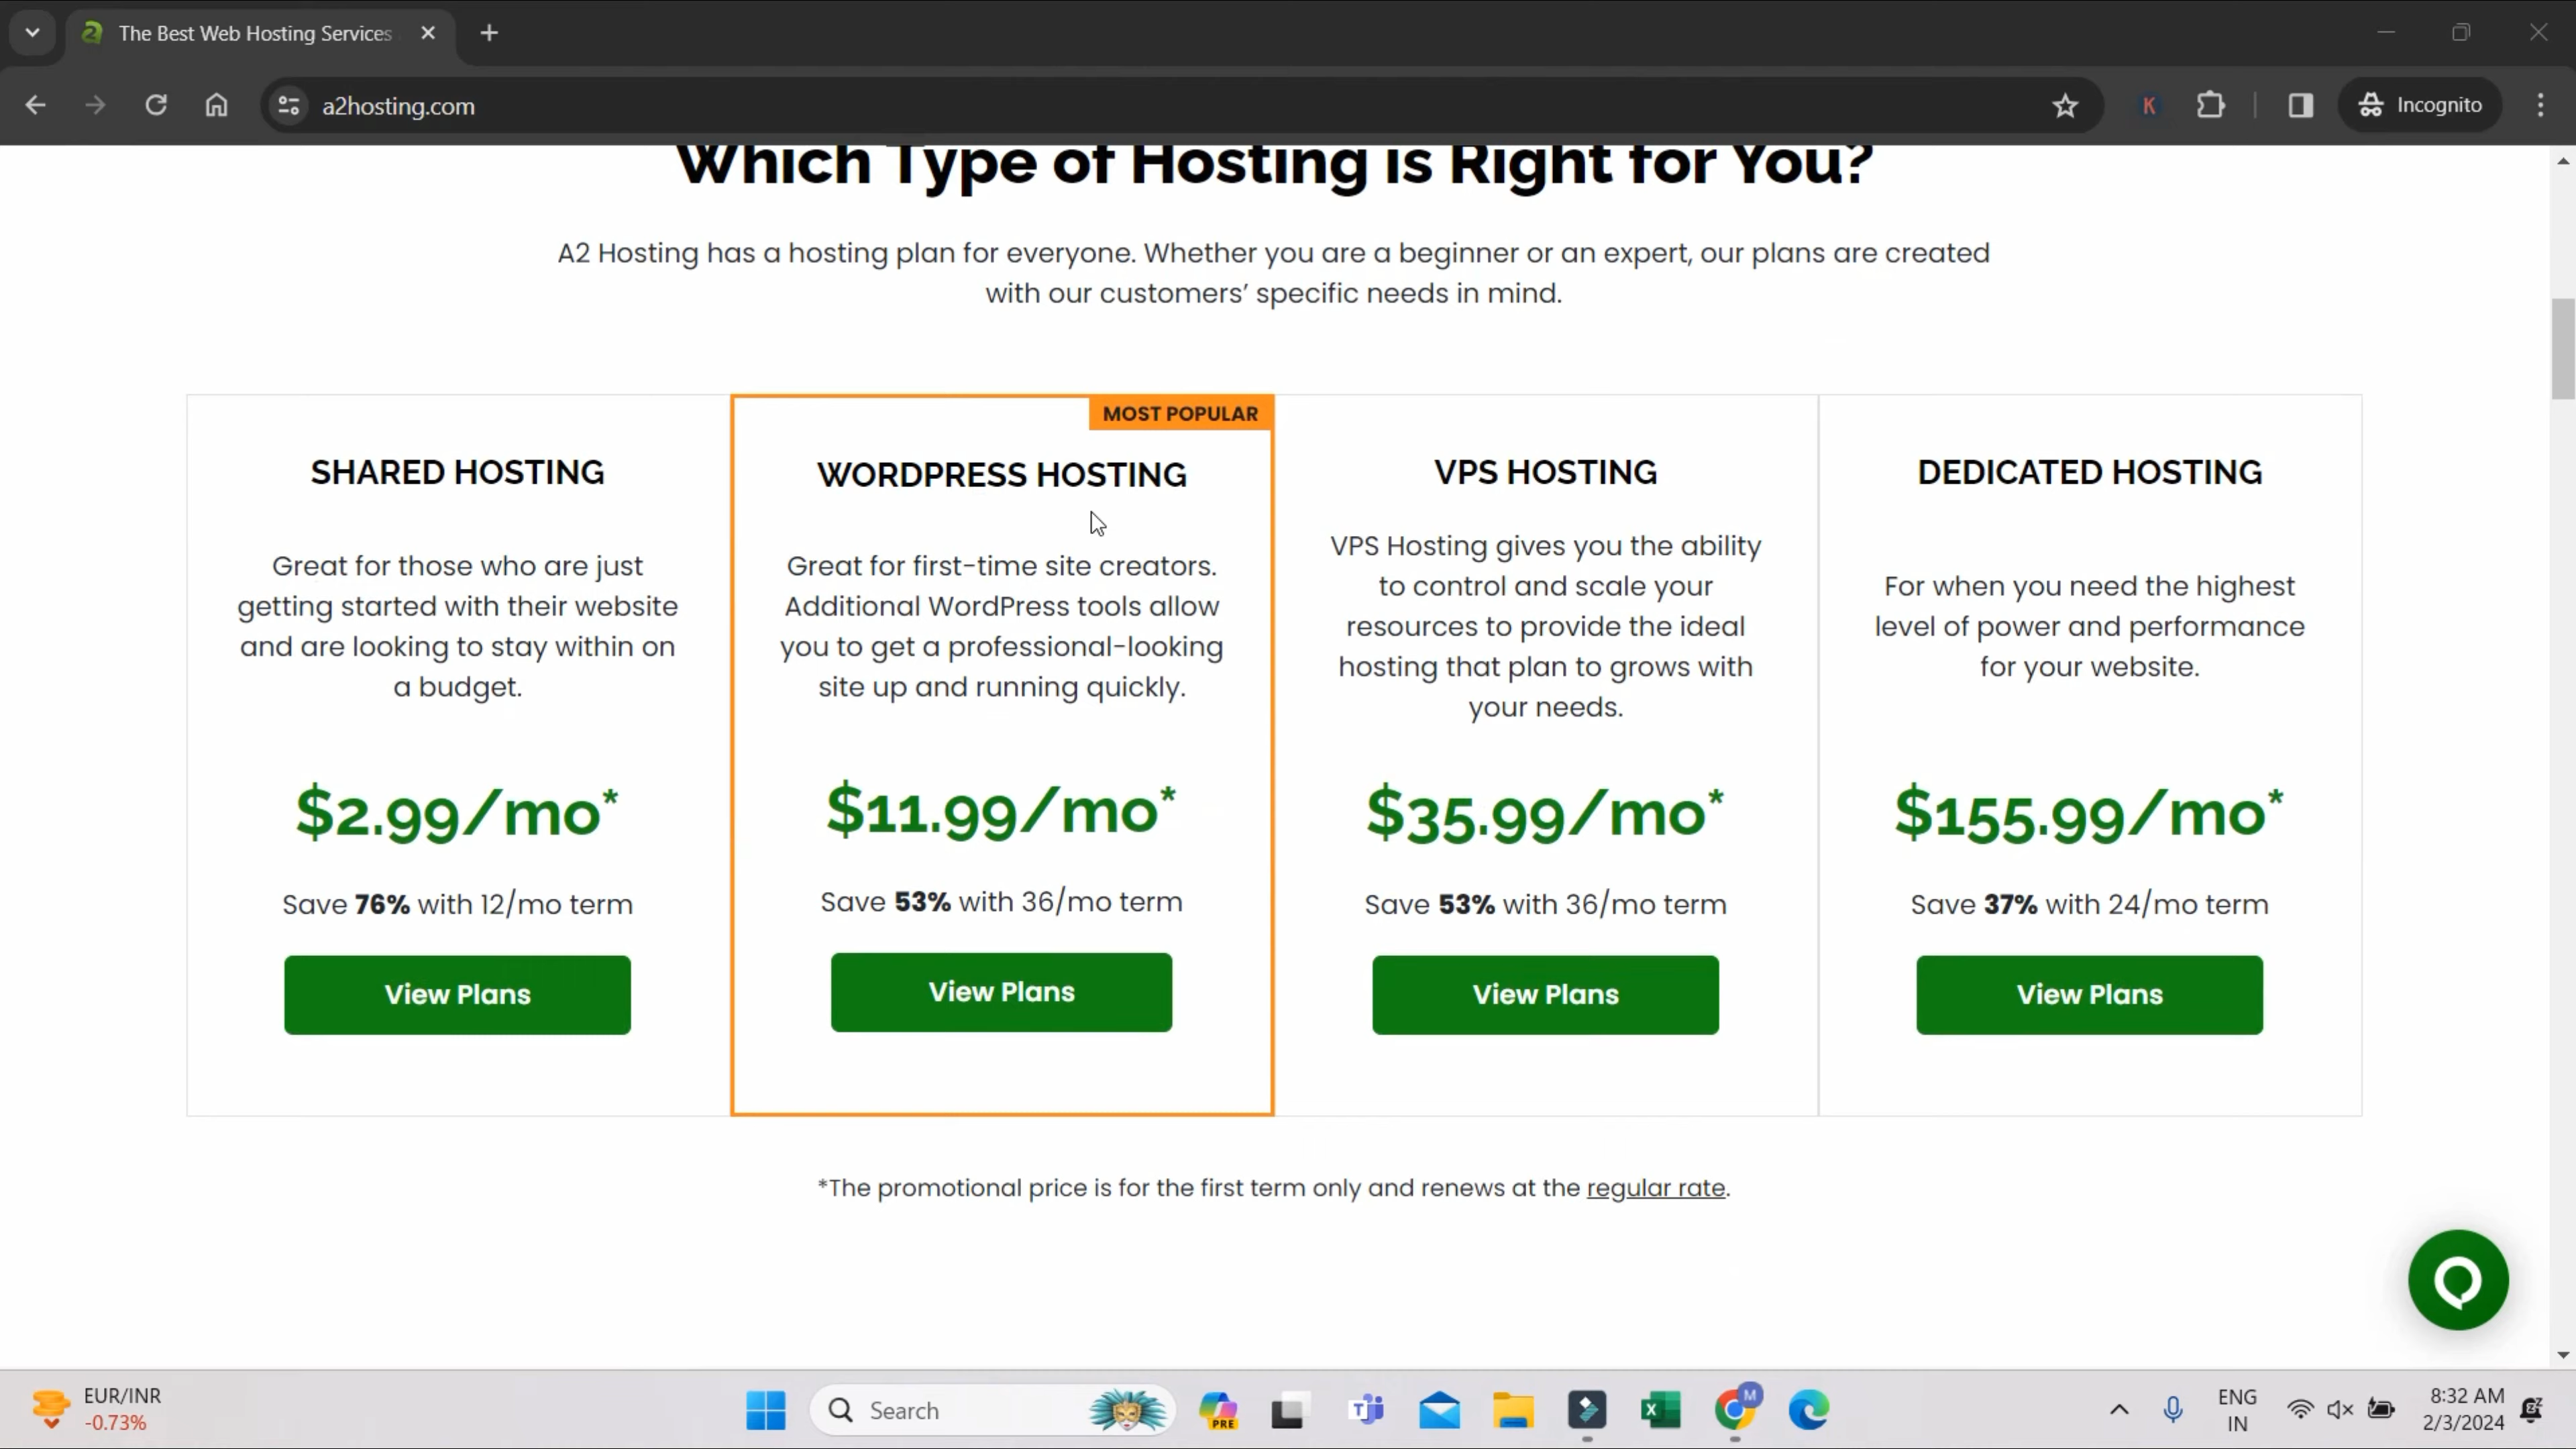 The Best Web Hosting Services
a2hosting.com
K
Incognito
Which Type of Hosting is Right for You?
A2 Hosting has a hosting plan for everyone. Whether you are a beginner or an expert, our plans are created
with our customers’ specific needs in mind.
SHARED HOSTING
Great for those who are just
getting started with their website
and are looking to stay within on
a budget.
$2.99/mo*
Save 76% with 12/mo term
View Plans
MOST POPULAR
WORDPRESS HOSTING
Great for first-time site creators.
Additional WordPress tools allow
you to get a professional-looking
site up and running quickly.
$11.99/mo*
Save 53% with 36/mo term
View Plans
VPS HOSTING
VPS Hosting gives you the ability
to control and scale your
resources to provide the ideal
hosting that plan to grows with
your needs.
$35.99/mo*
Save 53% with 36/mo term
View Plans
DEDICATED HOSTING
For when you need the highest
level of power and performance
for your website.
$155.99/mo*
Save 37% with 24/mo term
View Plans
*The promotional price is for the first term only and renews at the regular rate.
EUR/INR
-0.73%
Search
PRE
M
ENG
IN
8:32 AM
2/3/2024